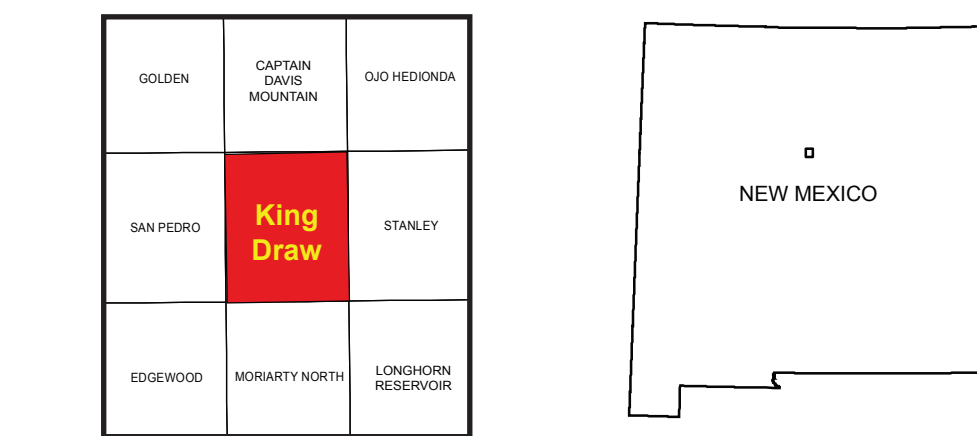 GOLDEN
CAPTAIN
DAVIS
MOUNTAIN
OJO HEDIONDA
SAN PEDRO
King
Draw
STANLEY
EDGEWOOD
MORIARTY NORTH
LONGHORN
RESERVOIR
NEW MEXICO